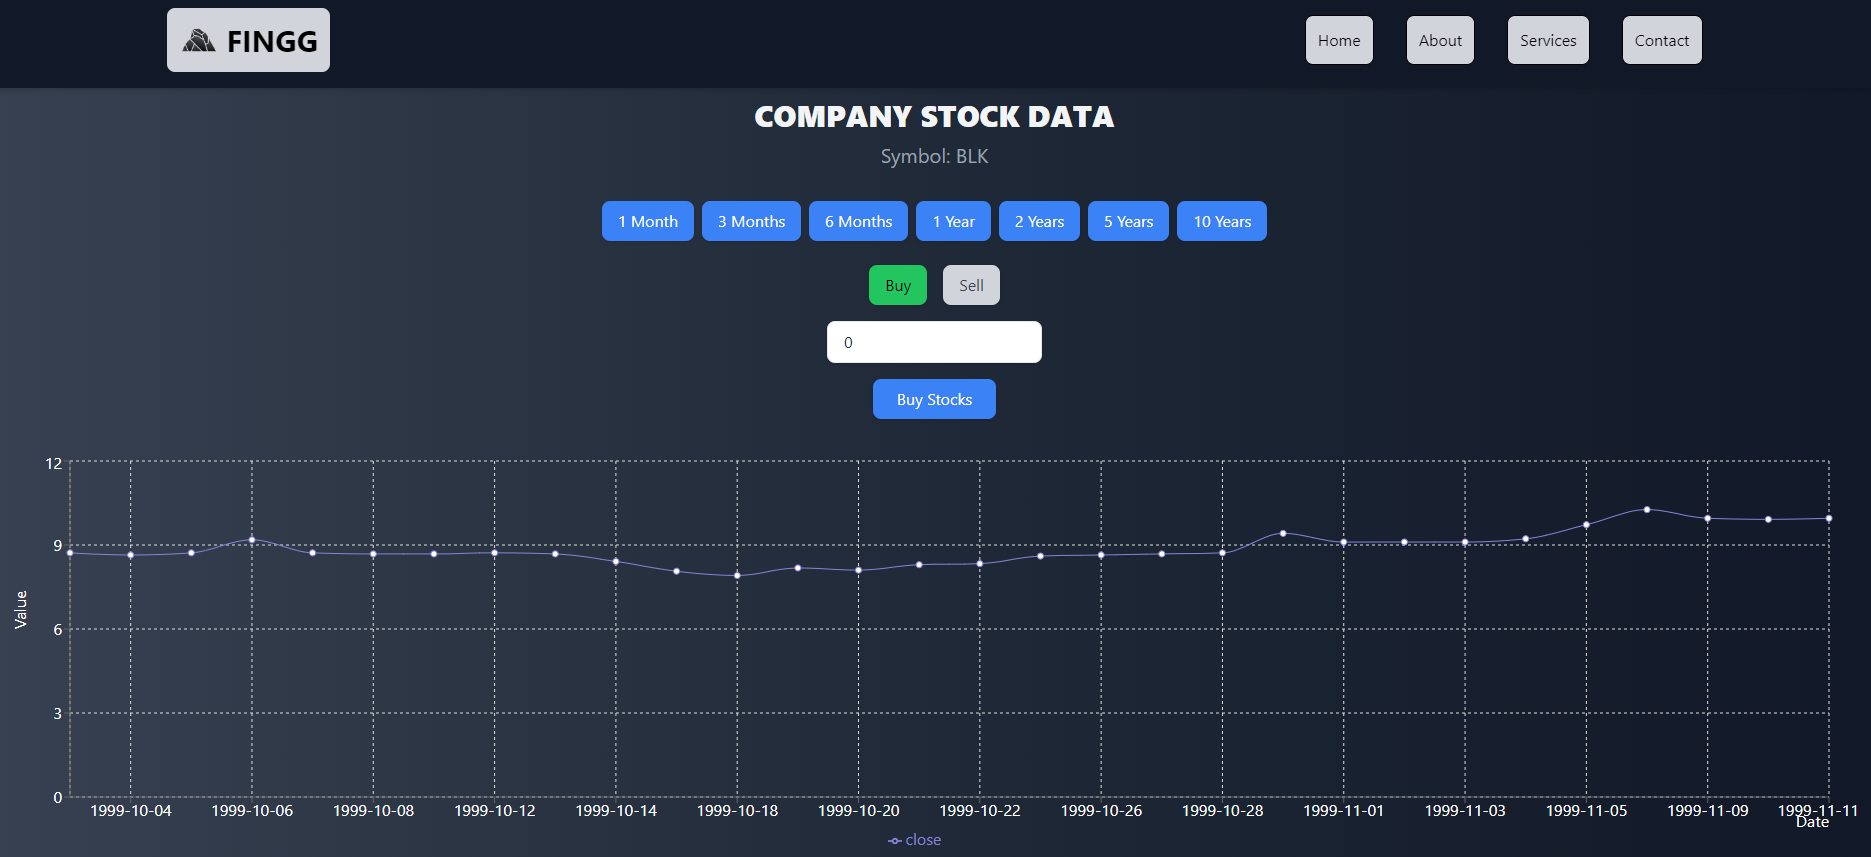 FINGG
Home About Services Contact
COMPANY STOCK DATA
Symbol: BLK
1 Month 3 Months 6 Months 1 Year 2 Years 5 Years 10 Years
Buy Sell
0
Buy Stocks
12
9
6
3
0
Value
1999-10-04 1999-10-06 1999-10-08 1999-10-12 1999-10-14 1999-10-18 1999-10-20 1999-10-22 1999-10-26 1999-10-28 1999-11-01 1999-11-03 1999-11-05 1999-11-09 1999-11-11
Date
close